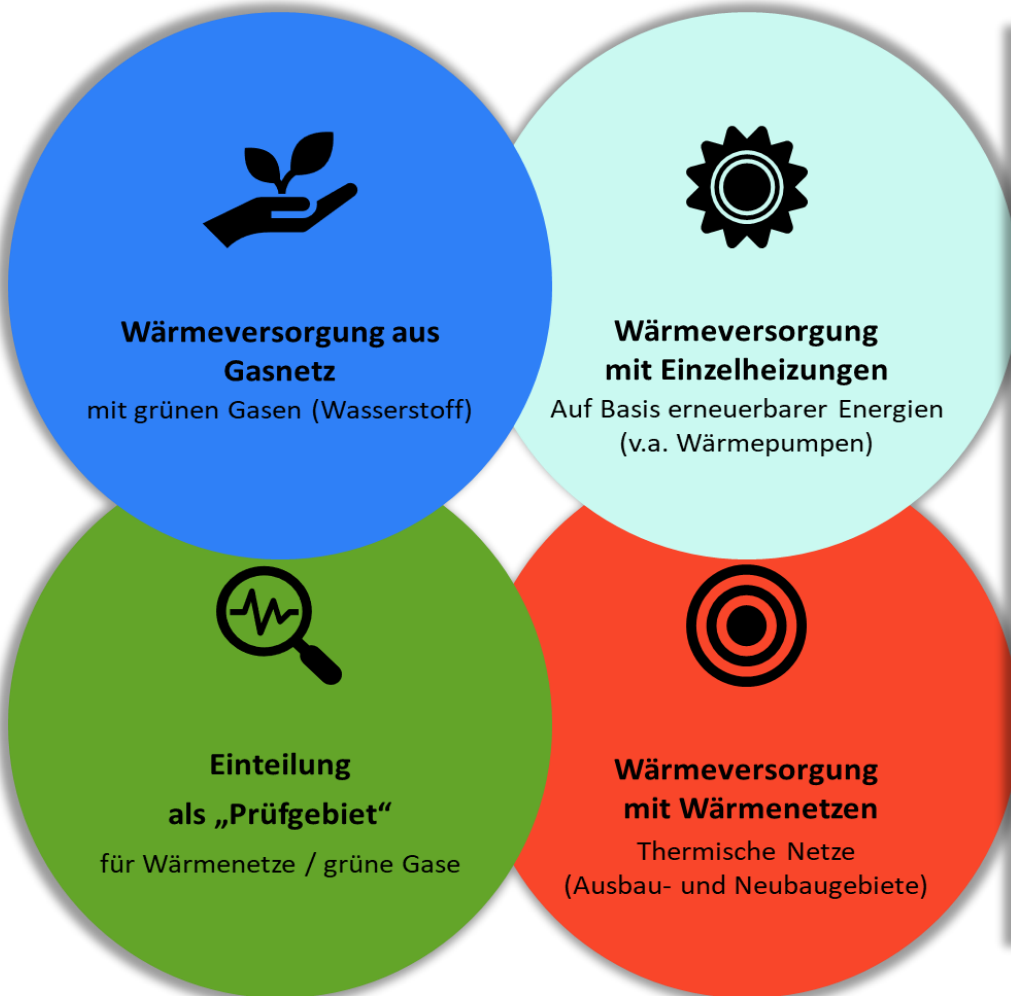 Wärmeversorgung aus
Gasnetz
mit grünen Gasen (Wasserstoff)
Wärmeversorgung
mit Einzelheizungen
Auf Basis erneuerbarer Energien
(v.a. Wärmepumpen)
Einteilung
als „Prüfgebiet“
für Wärmenetze / grüne Gase
Wärmeversorgung
mit Wärmenetzen
Thermische Netze
(Ausbau- und Neubaugebiete)